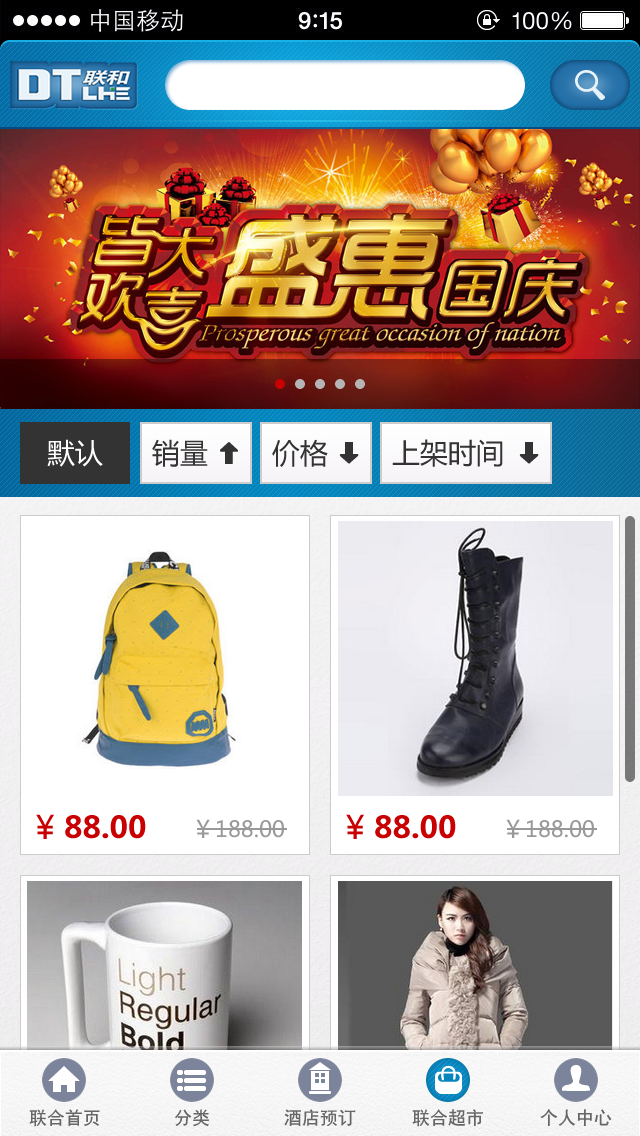 中国移动 9:15 100%
DT联和
LHE
皆大欢喜 盛惠国庆
Prosperous great occasion of nation
默认 销量 价格 上架时间
¥ 88.00 ¥ 188.00 ¥ 88.00 ¥ 188.00
Light
Regular
Bold
联合首页 分类 酒店预订 联合超市 个人中心